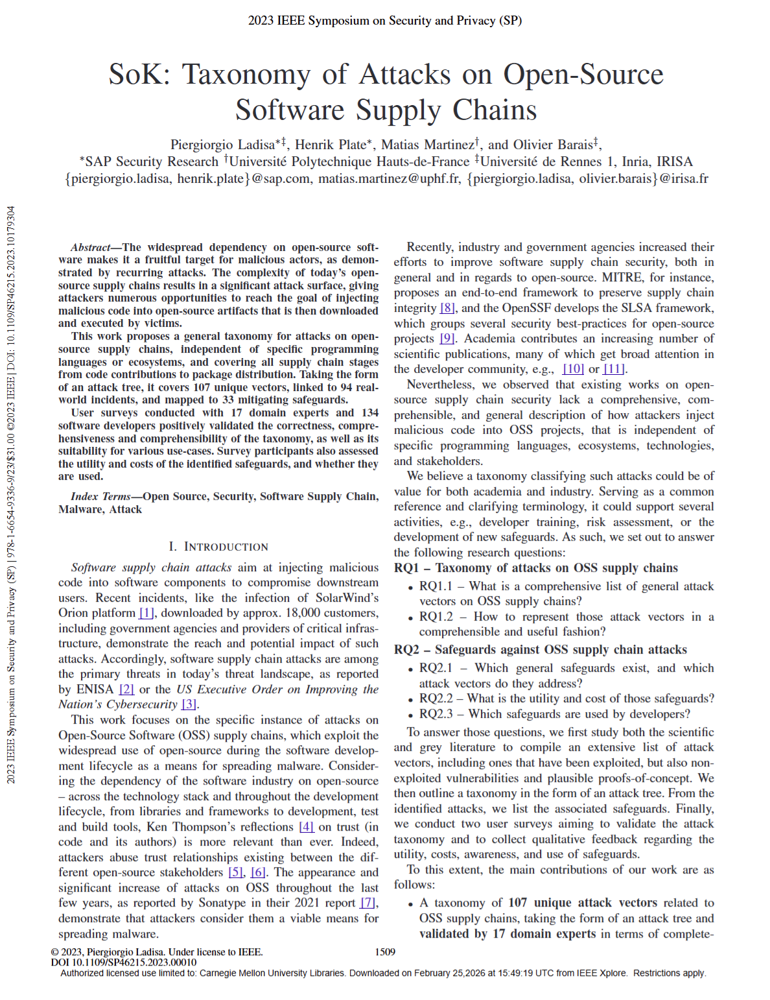 2023 IEEE Symposium on Security and Privacy (SP)
SoK: Taxonomy of Attacks on Open-Source
Software Supply Chains
Piergiorgio Ladisa*‡, Henrik Plate*, Matias Martinez†, and Olivier Barais‡,
*SAP Security Research †Université Polytechnique Hauts-de-France ‡Université de Rennes 1, Inria, IRISA
{piergiorgio.ladisa, henrik.plate}@sap.com, matias.martinez@uphf.fr, {piergiorgio.ladisa, olivier.barais}@irisa.fr
2023 IEEE Symposium on Security and Privacy (SP) | 978-1-6654-9336-9/23/$31.00 ©2023 IEEE | DOI: 10.1109/SP46215.2023.10179304
Abstract—The widespread dependency on open-source soft-
ware makes it a fruitful target for malicious actors, as demon-
strated by recurring attacks. The complexity of today's open-
source supply chains results in a significant attack surface, giving
attackers numerous opportunities to reach the goal of injecting
malicious code into open-source artifacts that is then downloaded
and executed by victims.
This work proposes a general taxonomy for attacks on open-
source supply chains, independent of specific programming
languages or ecosystems, and covering all supply chain stages
from code contributions to package distribution. Taking the form
of an attack tree, it covers 107 unique vectors, linked to 94 real-
world incidents, and mapped to 33 mitigating safeguards.
User surveys conducted with 17 domain experts and 134
software developers positively validated the correctness, compre-
hensiveness and comprehensibility of the taxonomy, as well as its
suitability for various use-cases. Survey participants also assessed
the utility and costs of the identified safeguards, and whether they
are used.
Index Terms—Open Source, Security, Software Supply Chain,
Malware, Attack
I. INTRODUCTION
Software supply chain attacks aim at injecting malicious
code into software components to compromise downstream
users. Recent incidents, like the infection of SolarWind's
Orion platform [1], downloaded by approx. 18,000 customers,
including government agencies and providers of critical infras-
tructure, demonstrate the reach and potential impact of such
attacks. Accordingly, software supply chain attacks are among
the primary threats in today's threat landscape, as reported
by ENISA [2] or the US Executive Order on Improving the
Nation's Cybersecurity [3].
This work focuses on the specific instance of attacks on
Open-Source Software (OSS) supply chains, which exploit the
widespread use of open-source during the software develop-
ment lifecycle as a means for spreading malware. Consider-
ing the dependency of the software industry on open-source
– across the technology stack and throughout the development
lifecycle, from libraries and frameworks to development, test
and build tools, Ken Thompson's reflections [4] on trust (in
code and its authors) is more relevant than ever. Indeed,
attackers abuse trust relationships existing between the dif-
ferent open-source stakeholders [5], [6]. The appearance and
significant increase of attacks on OSS throughout the last
few years, as reported by Sonatype in their 2021 report [7],
demonstrate that attackers consider them a viable means for
spreading malware.
Recently, industry and government agencies increased their
efforts to improve software supply chain security, both in
general and in regards to open-source. MITRE, for instance,
proposes an end-to-end framework to preserve supply chain
integrity [8], and the OpenSSF develops the SLSA framework,
which groups several security best-practices for open-source
projects [9]. Academia contributes an increasing number of
scientific publications, many of which get broad attention in
the developer community, e.g., [10] or [11].
Nevertheless, we observed that existing works on open-
source supply chain security lack a comprehensive, com-
prehensible, and general description of how attackers inject
malicious code into OSS projects, that is independent of
specific programming languages, ecosystems, technologies,
and stakeholders.
We believe a taxonomy classifying such attacks could be of
value for both academia and industry. Serving as a common
reference and clarifying terminology, it could support several
activities, e.g., developer training, risk assessment, or the
development of new safeguards. As such, we set out to answer
the following research questions:
RQ1 – Taxonomy of attacks on OSS supply chains
• RQ1.1 – What is a comprehensive list of general attack
vectors on OSS supply chains?
• RQ1.2 – How to represent those attack vectors in a
comprehensible and useful fashion?
RQ2 – Safeguards against OSS supply chain attacks
• RQ2.1 – Which general safeguards exist, and which
attack vectors do they address?
• RQ2.2 – What is the utility and cost of those safeguards?
• RQ2.3 – Which safeguards are used by developers?
To answer those questions, we first study both the scientific
and grey literature to compile an extensive list of attack
vectors, including ones that have been exploited, but also non-
exploited vulnerabilities and plausible proofs-of-concept. We
then outline a taxonomy in the form of an attack tree. From the
identified attacks, we list the associated safeguards. Finally,
we conduct two user surveys aiming to validate the attack
taxonomy and to collect qualitative feedback regarding the
utility, costs, awareness, and use of safeguards.
To this extent, the main contributions of our work are as
follows:
• A taxonomy of 107 unique attack vectors related to
OSS supply chains, taking the form of an attack tree and
validated by 17 domain experts in terms of complete-
© 2023, Piergiorgio Ladisa. Under license to IEEE.
DOI 10.1109/SP46215.2023.00010
1509
Authorized licensed use limited to: Carnegie Mellon University Libraries. Downloaded on February 25,2026 at 15:49:19 UTC from IEEE Xplore. Restrictions apply.